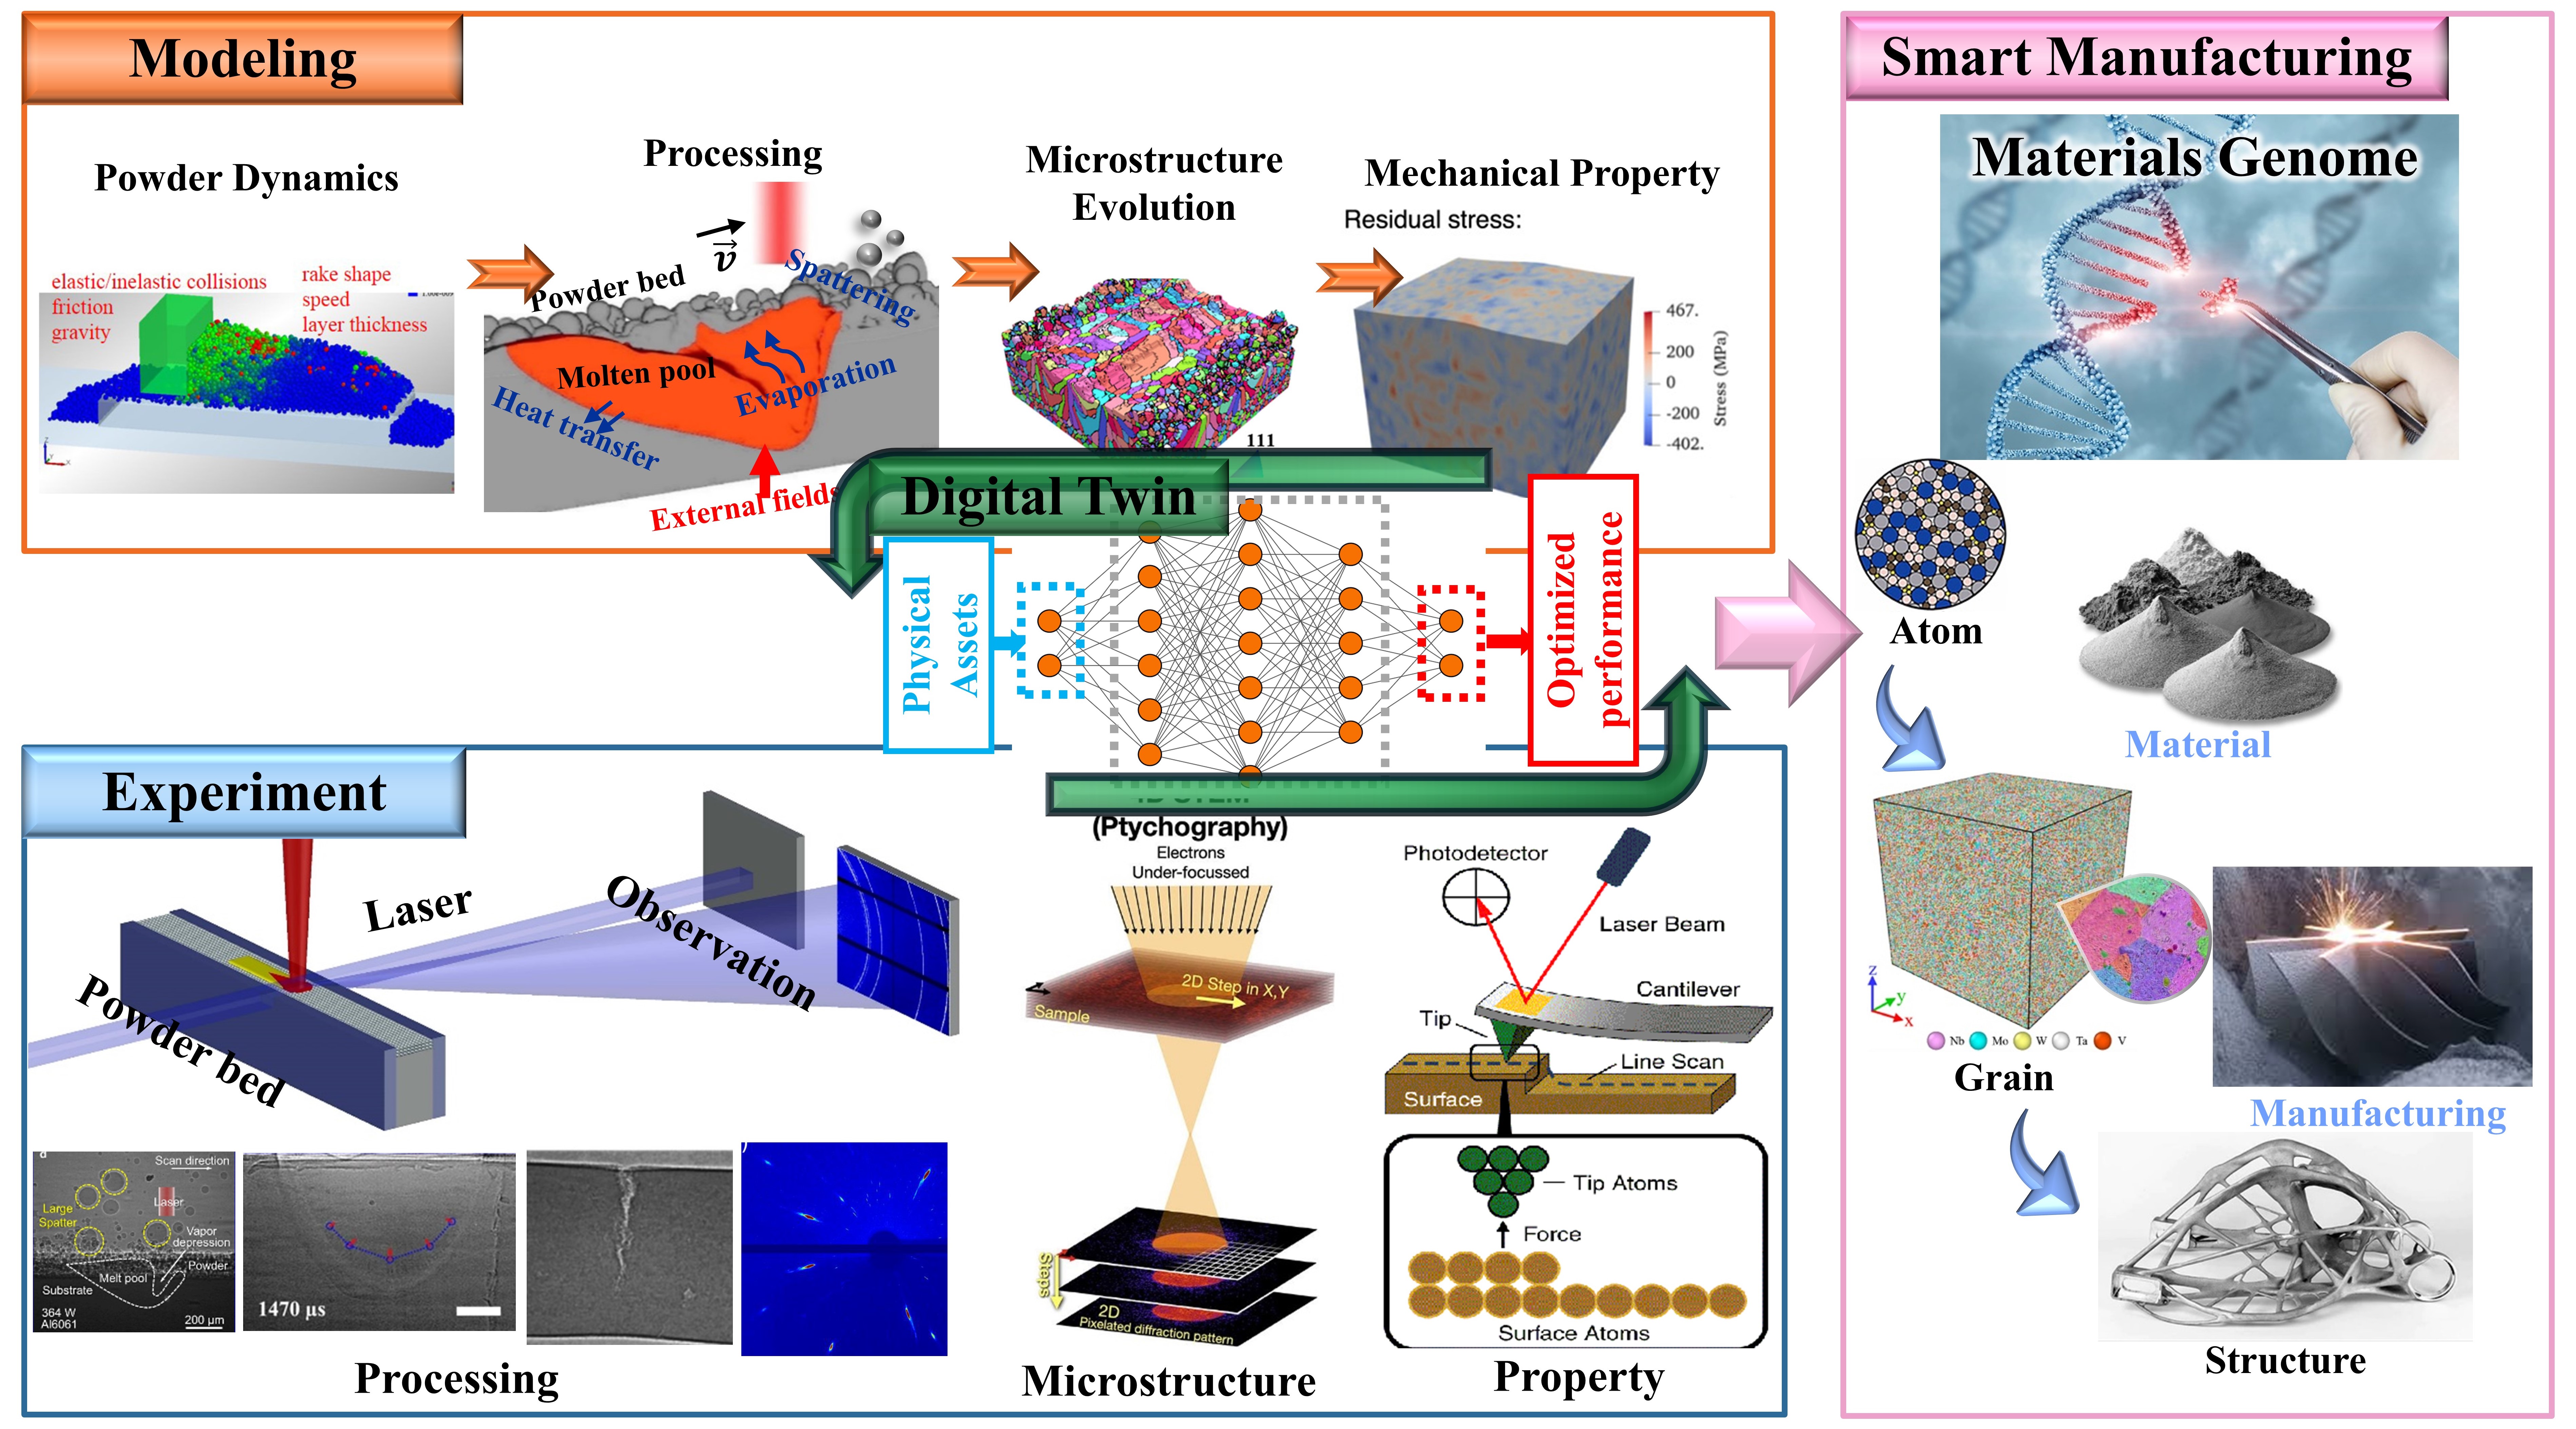 Modeling
Powder Dynamics
elastic/inelastic collisions
friction
gravity
rake shape
speed
layer thickness
Processing
v
Powder bed
Spattering
Molten pool
Evaporation
Heat transfer
External fields
Microstructure
Evolution
111
Mechanical Property
Residual stress:
467.
200
0
-200
-402.
Stress (MPa)
Digital Twin
Physical
Assets
Optimized
performance
Experiment
Laser
Observation
Powder bed
Scan direction
Laser
Large
Spatter
Vapor
depression
Powder
Melt pool
Substrate
364 W
Al6061
200 µm
1470 µs
Processing
(Ptychography)
Electrons
Under-focussed
2D Step in X,Y
Sample
Steps
2D
Pixelated diffraction pattern
Microstructure
Photodetector
Laser Beam
Cantilever
Tip
Line Scan
Surface
Tip Atoms
Force
Surface Atoms
Property
Smart Manufacturing
Materials Genome
Atom
Material
z
y
x
Nb Mo W Ta V
Grain
Manufacturing
Structure